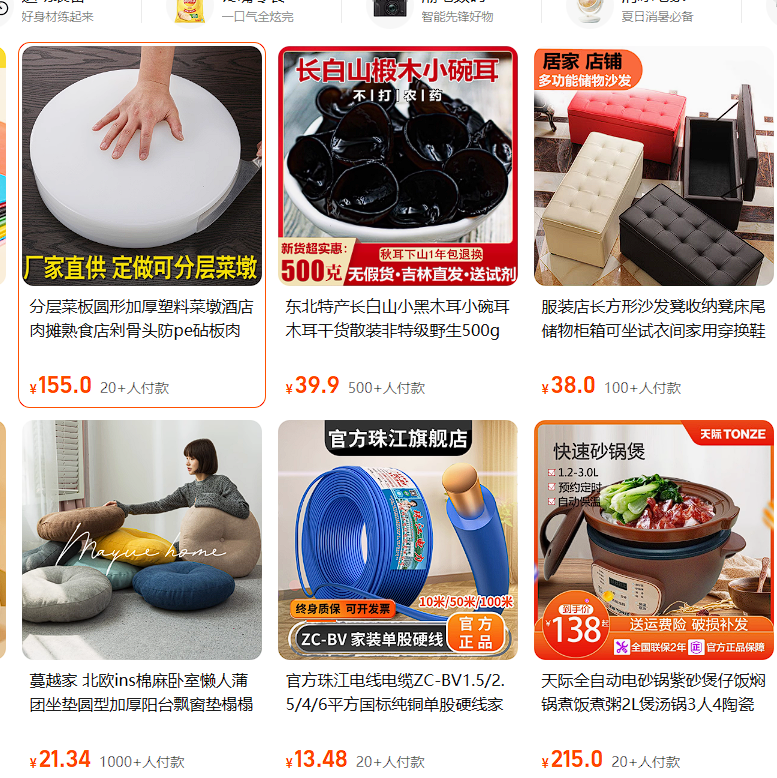 好身材练起来
一口气全炫完
智能先锋好物
夏日消暑必备
厂家直供 定做可分层菜墩
分层菜板圆形加厚塑料菜墩酒店
肉摊熟食店剁骨头防pe砧板肉
¥155.0 20+人付款
长白山椴木小碗耳
不|打|农|药
新货超实惠:
500克
秋耳下山1年包退换
无假货·吉林直发·送试剂
东北特产长白山小黑木耳小碗耳
木耳干货散装非特级野生500g
¥39.9 500+人付款
居家 店铺
多功能储物沙发
服装店长方形沙发凳收纳凳床尾
储物柜箱可坐试衣间家用穿换鞋
¥38.0 100+人付款
Mayue home
蔓越家 北欧ins棉麻卧室懒人蒲
团坐垫圆型加厚阳台飘窗垫榻榻
¥21.34 1000+人付款
官方珠江旗舰店
10米/50米/100米
终身质保 可开发票
ZC-BV 家装单股硬线
官方
正品
官方珠江电线电缆ZC-BV1.5/2.
5/4/6平方国标纯铜单股硬线家
¥13.48 20+人付款
天际TONZE
快速砂锅煲
1.2-3.0L
预约定时
自动保温
到手价
¥138起
送运费险 破损补发
全国联保2年
官方正品保障
天际全自动电砂锅紫砂煲仔饭焖
锅煮饭煮粥2L煲汤锅3人4陶瓷
¥215.0 20+人付款